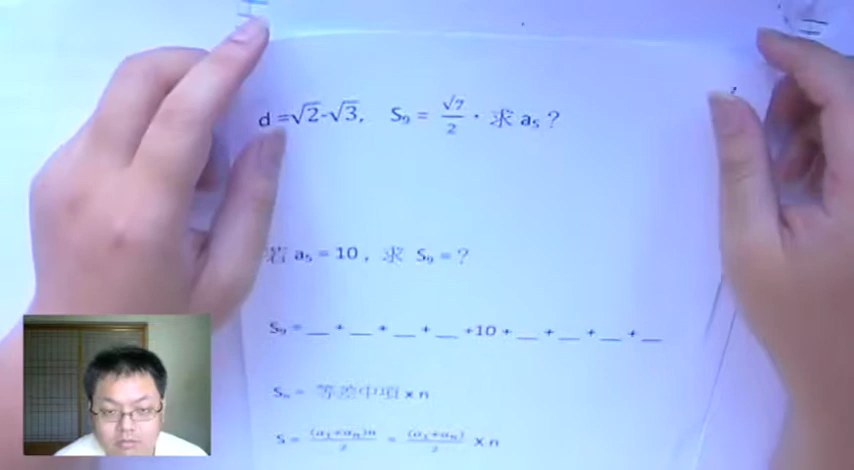 d =√2-√3, S₉ = √7/2 · 求 a₅ ?
若 a₅ = 10 , 求 S₉ = ?
S₉ = __ + __ + __ + __ +10 + __ + __ + __ + __
Sₙ = 等差中項 x n
S = (a₁+aₙ)n/2 = (a₁+aₙ)/2 x n